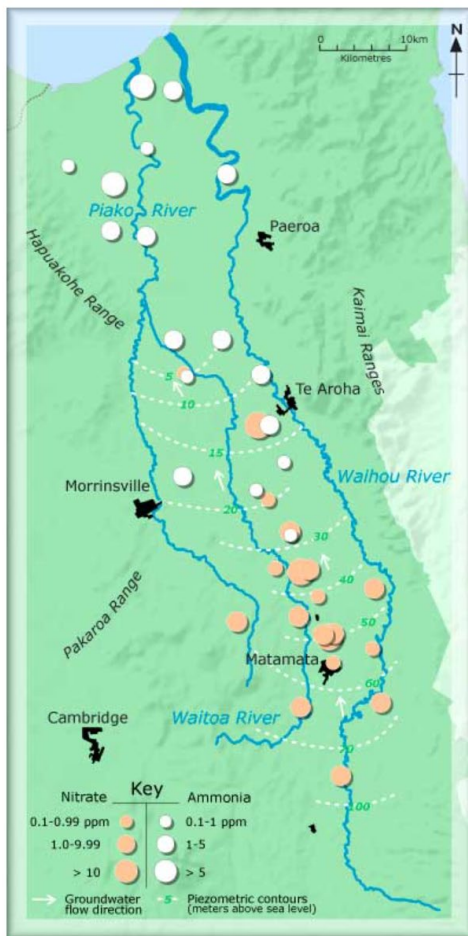 N
0 10km
Kilometres
Piako River
Paeroa
Hapuakohe Range
Kaimai Ranges
5
Te Aroha
10
15
Waihou River
Morrinsville
20
30
40
Pakaroa Range
50
Matamata
60
Cambridge
Waitoa River
70
Key
Nitrate Ammonia
100
0.1-0.99 ppm 0.1-1 ppm
1.0-9.99 1-5
> 10 > 5
Groundwater flow direction
5 Piezometric contours
(meters above sea level)